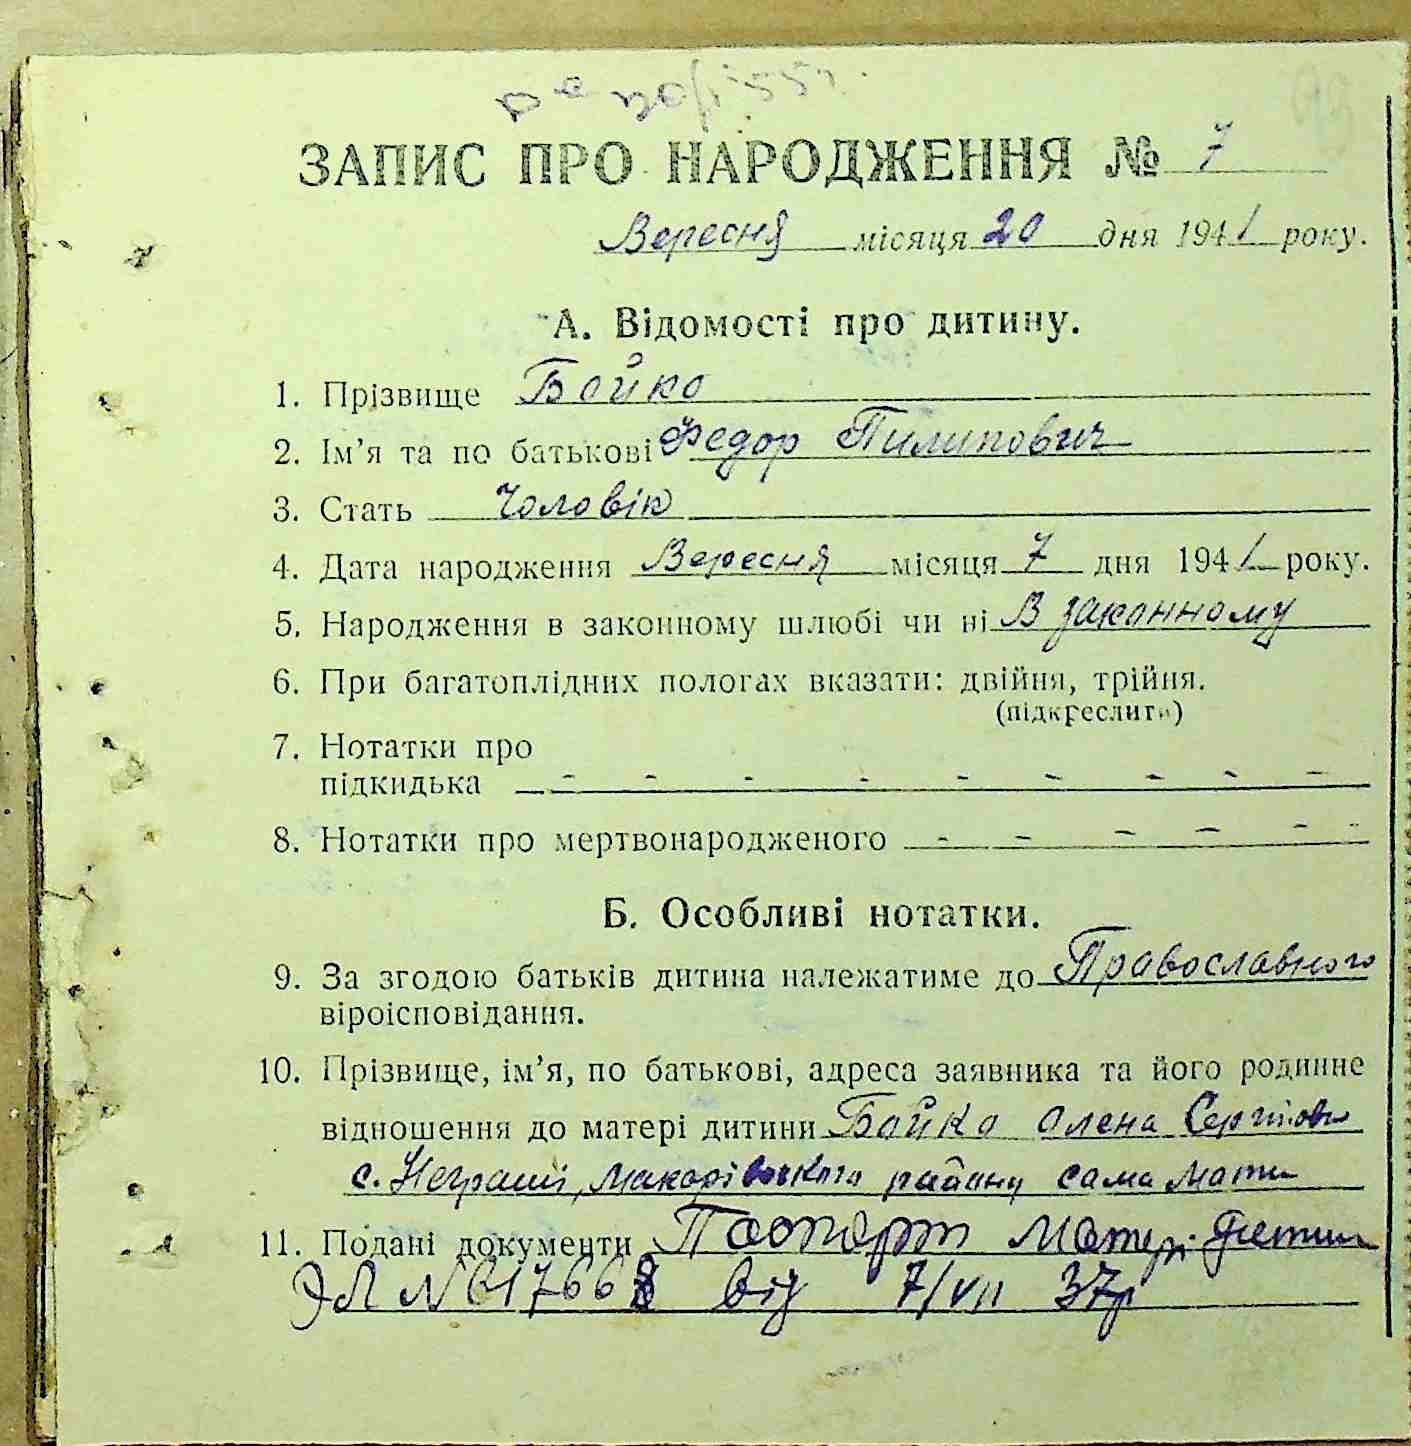 ЗАПИС ПРО НАРОДЖЕННЯ № 7
Вересня місяця 20 дня 1941 року.
А. Відомості про дитину.
1. Прізвище Бойко
2. Ім'я та по батькові Федор Пилипович
3. Стать Чоловік
4. Дата народження Вересня місяця 7 дня 1941 року.
5. Народження в законному шлюбі чи ні В законному
6. При багатоплідних пологах вказати: двійня, трійня.
(підкреслити)
7. Нотатки про
підкидька - - - - - - - - -
8. Нотатки про мертвонародженого - - - - - -
Б. Особливі нотатки.
9. За згодою батьків дитина належатиме до Православного
віроісповідання.
10. Прізвище, ім'я, по батькові, адреса заявника та його родинне
відношення до матері дитини Бойко Олена
с. Неграші, Макарівського району сама мати
11. Подані документи Паспорт Матері
№ 617668 від 7/VII 37р